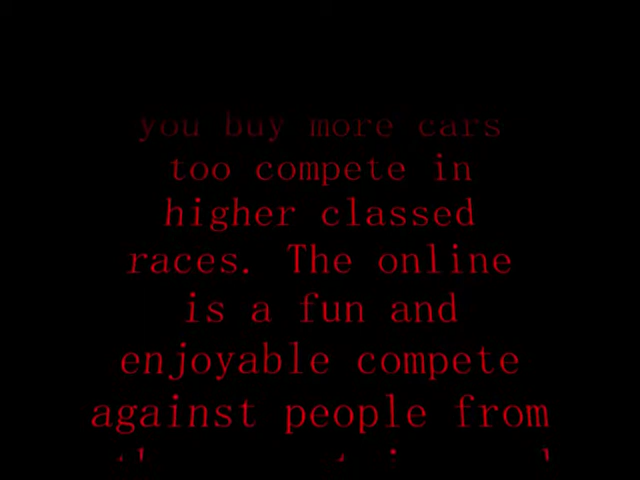 you buy more cars
too compete in
higher classed
races. The online
is a fun and
enjoyable compete
against people from